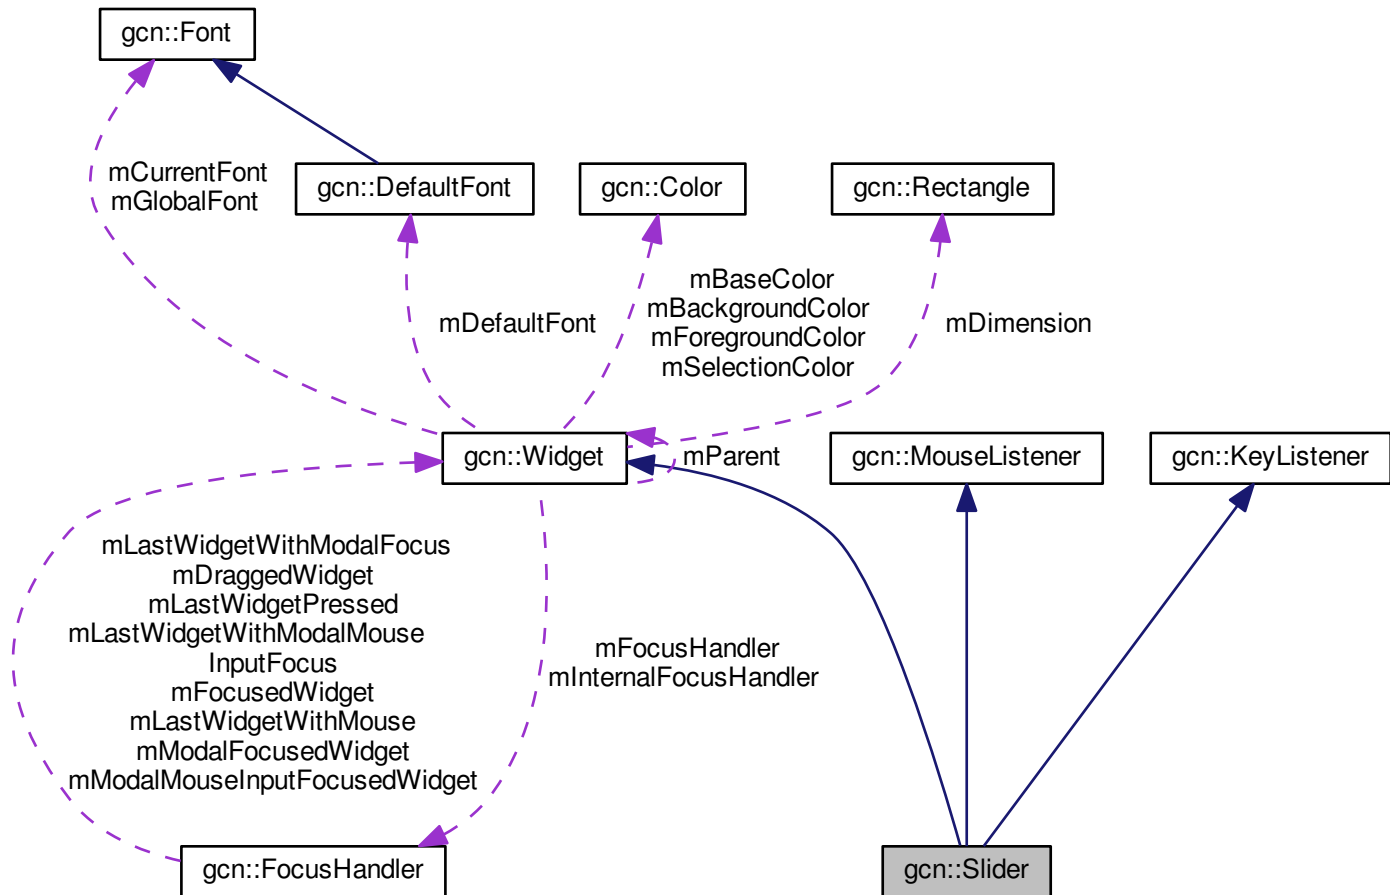 gcn::Font
mCurrentFont
mGlobalFont
gcn::DefaultFont
gcn::Color
gcn::Rectangle
mDefaultFont
mBaseColor
mBackgroundColor
mForegroundColor
mSelectionColor
mDimension
gcn::Widget
mParent
gcn::MouseListener
gcn::KeyListener
mLastWidgetWithModalFocus
mDraggedWidget
mLastWidgetPressed
mLastWidgetWithModalMouse
InputFocus
mFocusedWidget
mLastWidgetWithMouse
mModalFocusedWidget
mModalMouseInputFocusedWidget
mFocusHandler
mInternalFocusHandler
gcn::FocusHandler
gcn::Slider